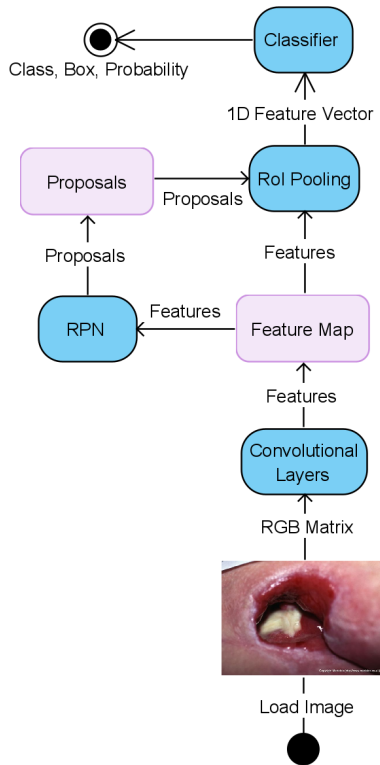 Classifier
Class, Box, Probability
1D Feature Vector
Proposals
RoI Pooling
Proposals
Proposals
Features
RPN
Features
Feature Map
Features
Convolutional
Layers
RGB Matrix
Load Image